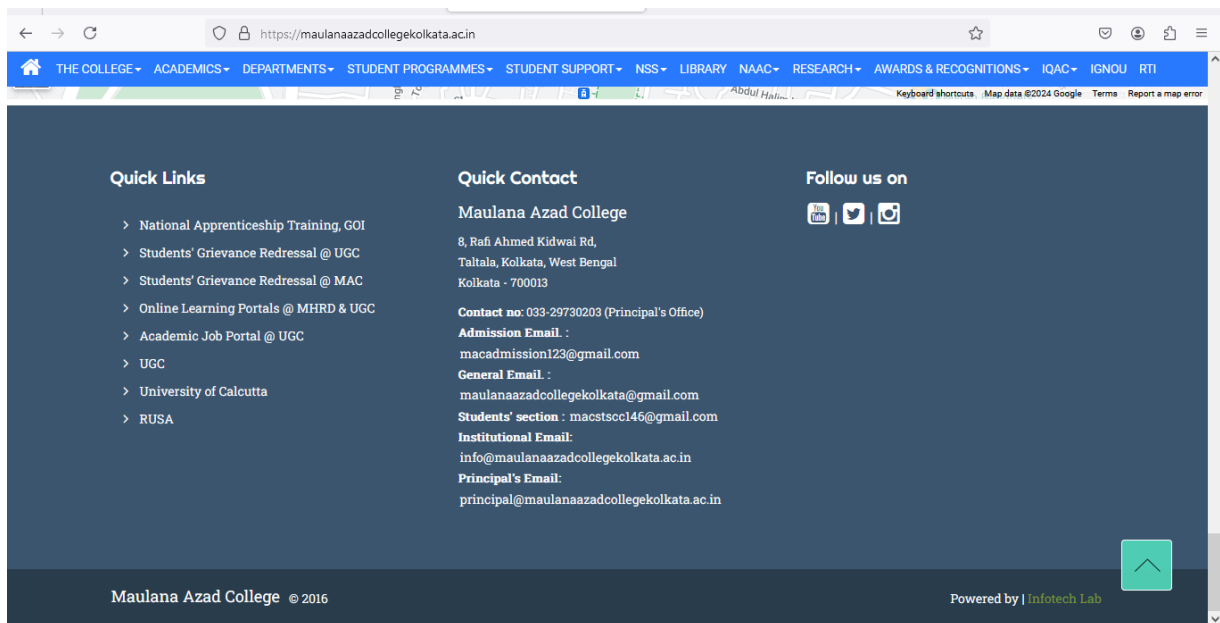 https://maulanaazadcollegekolkata.ac.in
THE COLLEGE ACADEMICS DEPARTMENTS STUDENT PROGRAMMES STUDENT SUPPORT NSS LIBRARY NAAC RESEARCH AWARDS & RECOGNITIONS IQAC IGNOU RTI
Abdul
Keyboard shortcuts Map data ©2024 Google Terms Report a map error
Quick Links
National Apprenticeship Training, GOI
Students' Grievance Redressal @ UGC
Students' Grievance Redressal @ MAC
Online Learning Portals @ MHRD & UGC
Academic Job Portal @ UGC
UGC
University of Calcutta
RUSA
Quick Contact
Maulana Azad College
8, Rafi Ahmed Kidwai Rd,
Taltala, Kolkata, West Bengal
Kolkata - 700013
Contact no: 033-29730203 (Principal's Office)
Admission Email. :
macadmission123@gmail.com
General Email. :
maulanaazadcollegekolkata@gmail.com
Students' section : macstscc146@gmail.com
Institutional Email:
info@maulanaazadcollegekolkata.ac.in
Principal's Email:
principal@maulanaazadcollegekolkata.ac.in
Follow us on
You Tube | |
Maulana Azad College © 2016
Powered by | Infotech Lab